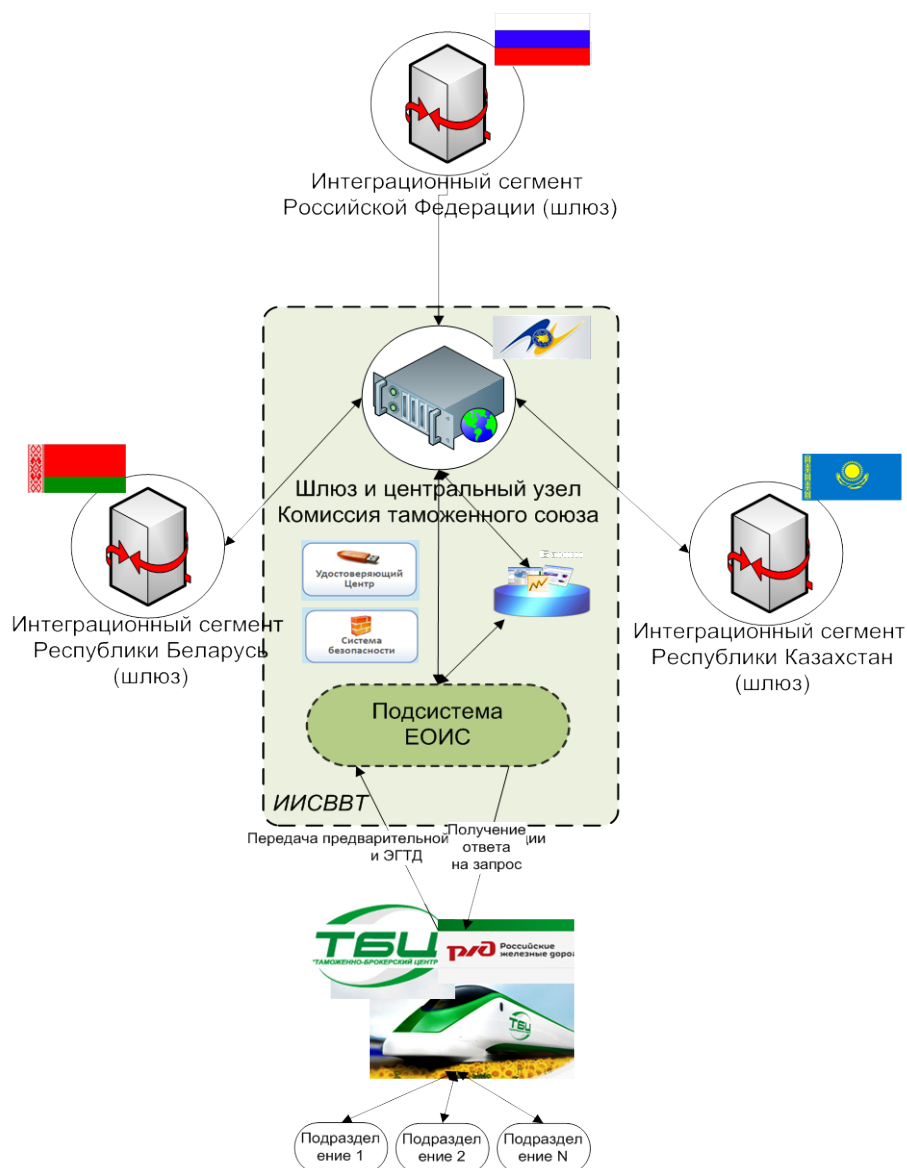 Интеграционный сегмент
Российской Федерации (шлюз)
Шлюз и центральный узел
Комиссия таможенного союза
Удостоверяющий
Центр
Система
безопасности
Интеграционный сегмент
Республики Беларусь
(шлюз)
Интеграционный сегмент
Республики Казахстан
(шлюз)
Подсистема
ЕОИС
ИИСВВТ
Передача предварительной ции
и ЭГТД
Получение
ответа
на запрос
ТБЦ
ТАМОЖЕННО-БРОКЕРСКИЙ ЦЕНТР
ржд Российские
железные дорог
ТБЦ
Подраздел
ение 1
Подраздел
ение 2
Подраздел
ение N